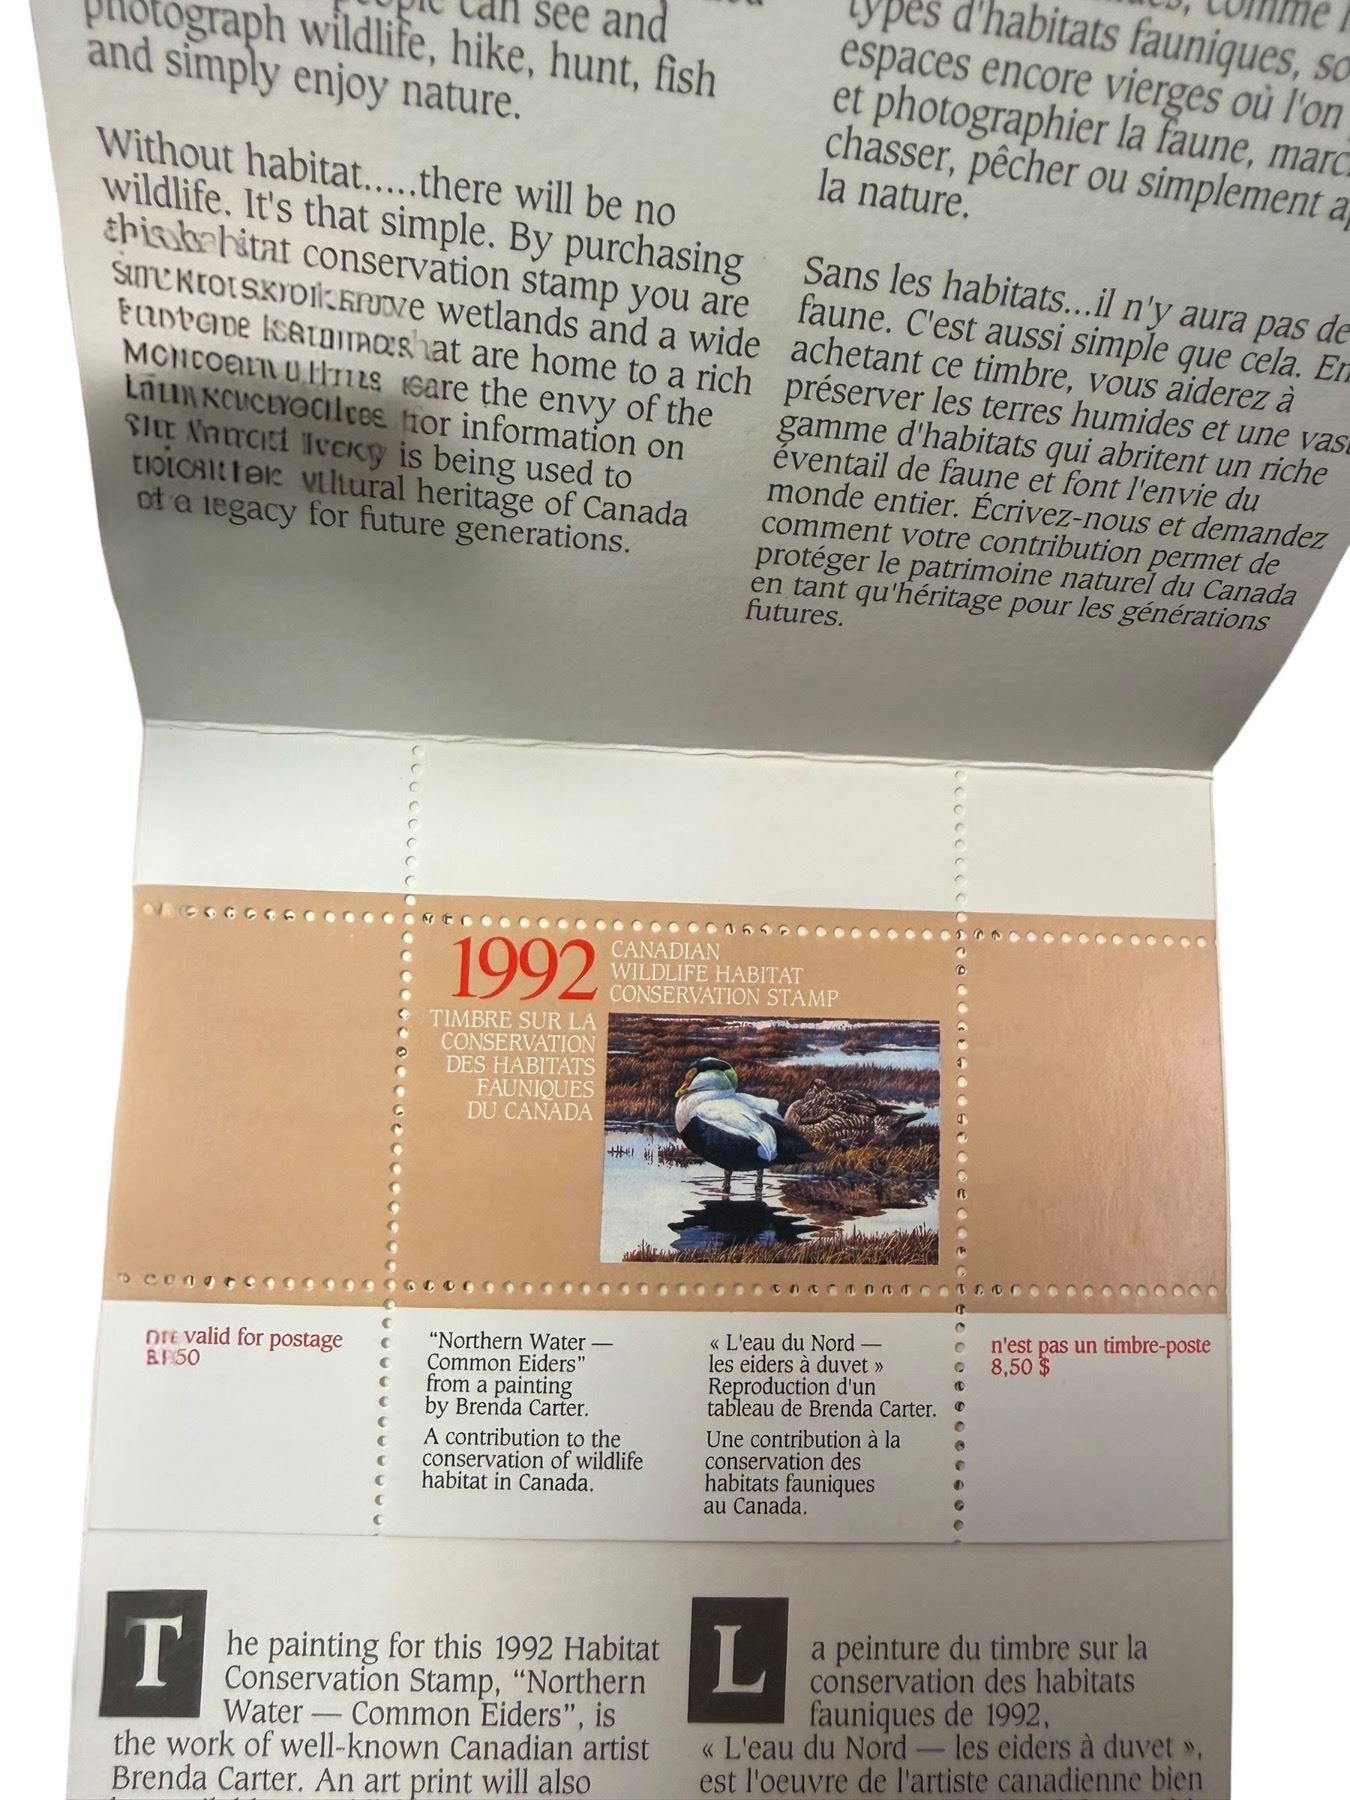 people can see and
photograph wildlife, hike, hunt, fish
and simply enjoy nature.
Without habitat.....there will be no
wildlife. It's that simple. By purchasing
conservation stamp you are
wetlands and a wide
at are home to a rich
are the envy of the
for information on
is being used to
heritage of Canada
legacy for future generations.
comme
types d'habitats fauniques,
espaces encore vierges où l'on
et photographier la faune,
chasser, pêcher ou simplement
la nature.
Sans les habitats...il n'y aura pas de
faune. C'est aussi simple que cela. En
achetant ce timbre, vous aiderez à
préserver les terres humides et une
gamme d'habitats qui abritent un riche
éventail de faune et font l'envie du
monde entier. Écrivez-nous et demandez
comment votre contribution permet de
protéger le patrimoine naturel du Canada
en tant qu'héritage pour les générations
futures.
1992
CANADIAN
WILDLIFE HABITAT
CONSERVATION STAMP
TIMBRE SUR LA
CONSERVATION
DES HABITATS
FAUNIQUES
DU CANADA
valid for postage
“Northern Water —
Common Eiders”
from a painting
by Brenda Carter.
A contribution to the
conservation of wildlife
habitat in Canada.
« L'eau du Nord —
les eiders à duvet »
Reproduction d'un
tableau de Brenda Carter.
Une contribution à la
conservation des
habitats fauniques
au Canada.
n'est pas un timbre-poste
8,50 $
The painting for this 1992 Habitat
Conservation Stamp, “Northern
Water — Common Eiders”, is
the work of well-known Canadian artist
Brenda Carter. An art print will also
La peinture du timbre sur la
conservation des habitats
fauniques de 1992,
« L'eau du Nord — les eiders à duvet »,
est l'oeuvre de l'artiste canadienne bien